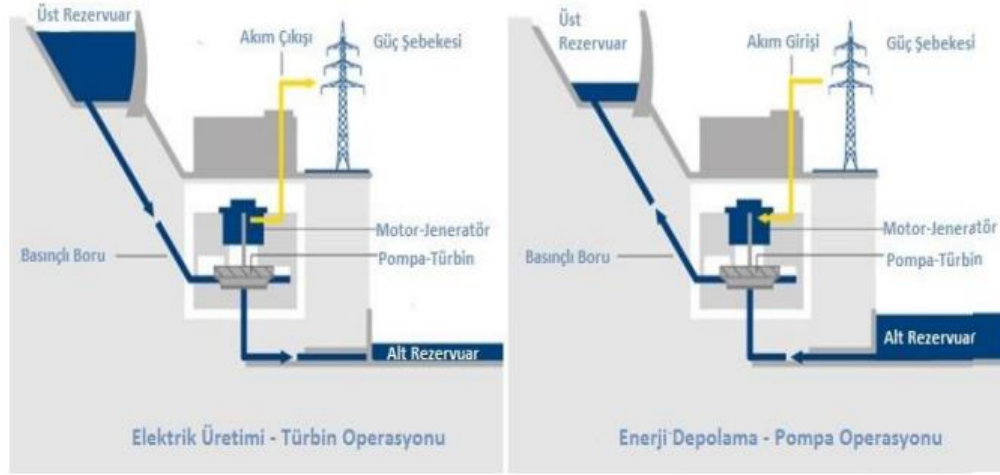 Üst Rezervuar
Akım Çıkışı
Güç Şebekesi
Motor-Jeneratör
Basınçlı Boru
Pompa-Türbin
Alt Rezervuar
Elektrik Üretimi - Türbin Operasyonu
Üst
Rezervuar
Akım Girişi
Güç Şebekesi
Motor-Jeneratör
Basınçlı Boru
Pompa-Türbin
Alt Rezervuar
Enerji Depolama - Pompa Operasyonu